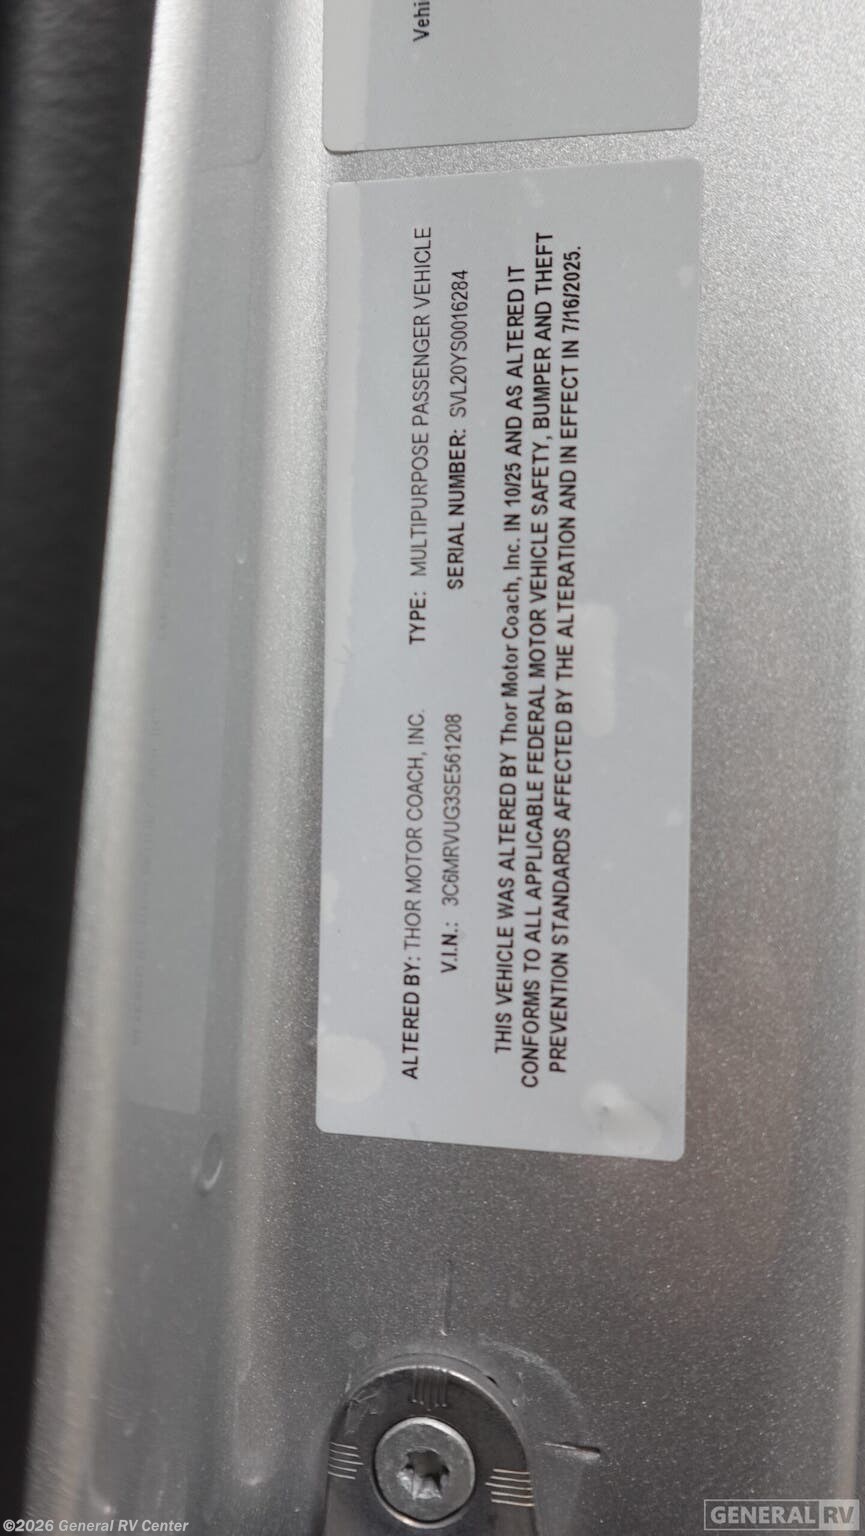 Vehi
ALTERED BY: THOR MOTOR COACH, INC. TYPE: MULTIPURPOSE PASSENGER VEHICLE
V.I.N.: 3C6MRVUG3SE561208 SERIAL NUMBER: SVL20YS0016284
THIS VEHICLE WAS ALTERED BY Thor Motor Coach, Inc. IN 10/25 AND AS ALTERED IT
CONFORMS TO ALL APPLICABLE FEDERAL MOTOR VEHICLE SAFETY, BUMPER AND THEFT
PREVENTION STANDARDS AFFECTED BY THE ALTERATION AND IN EFFECT IN 7/16/2025.
©2026 General RV Center
GENERAL RV